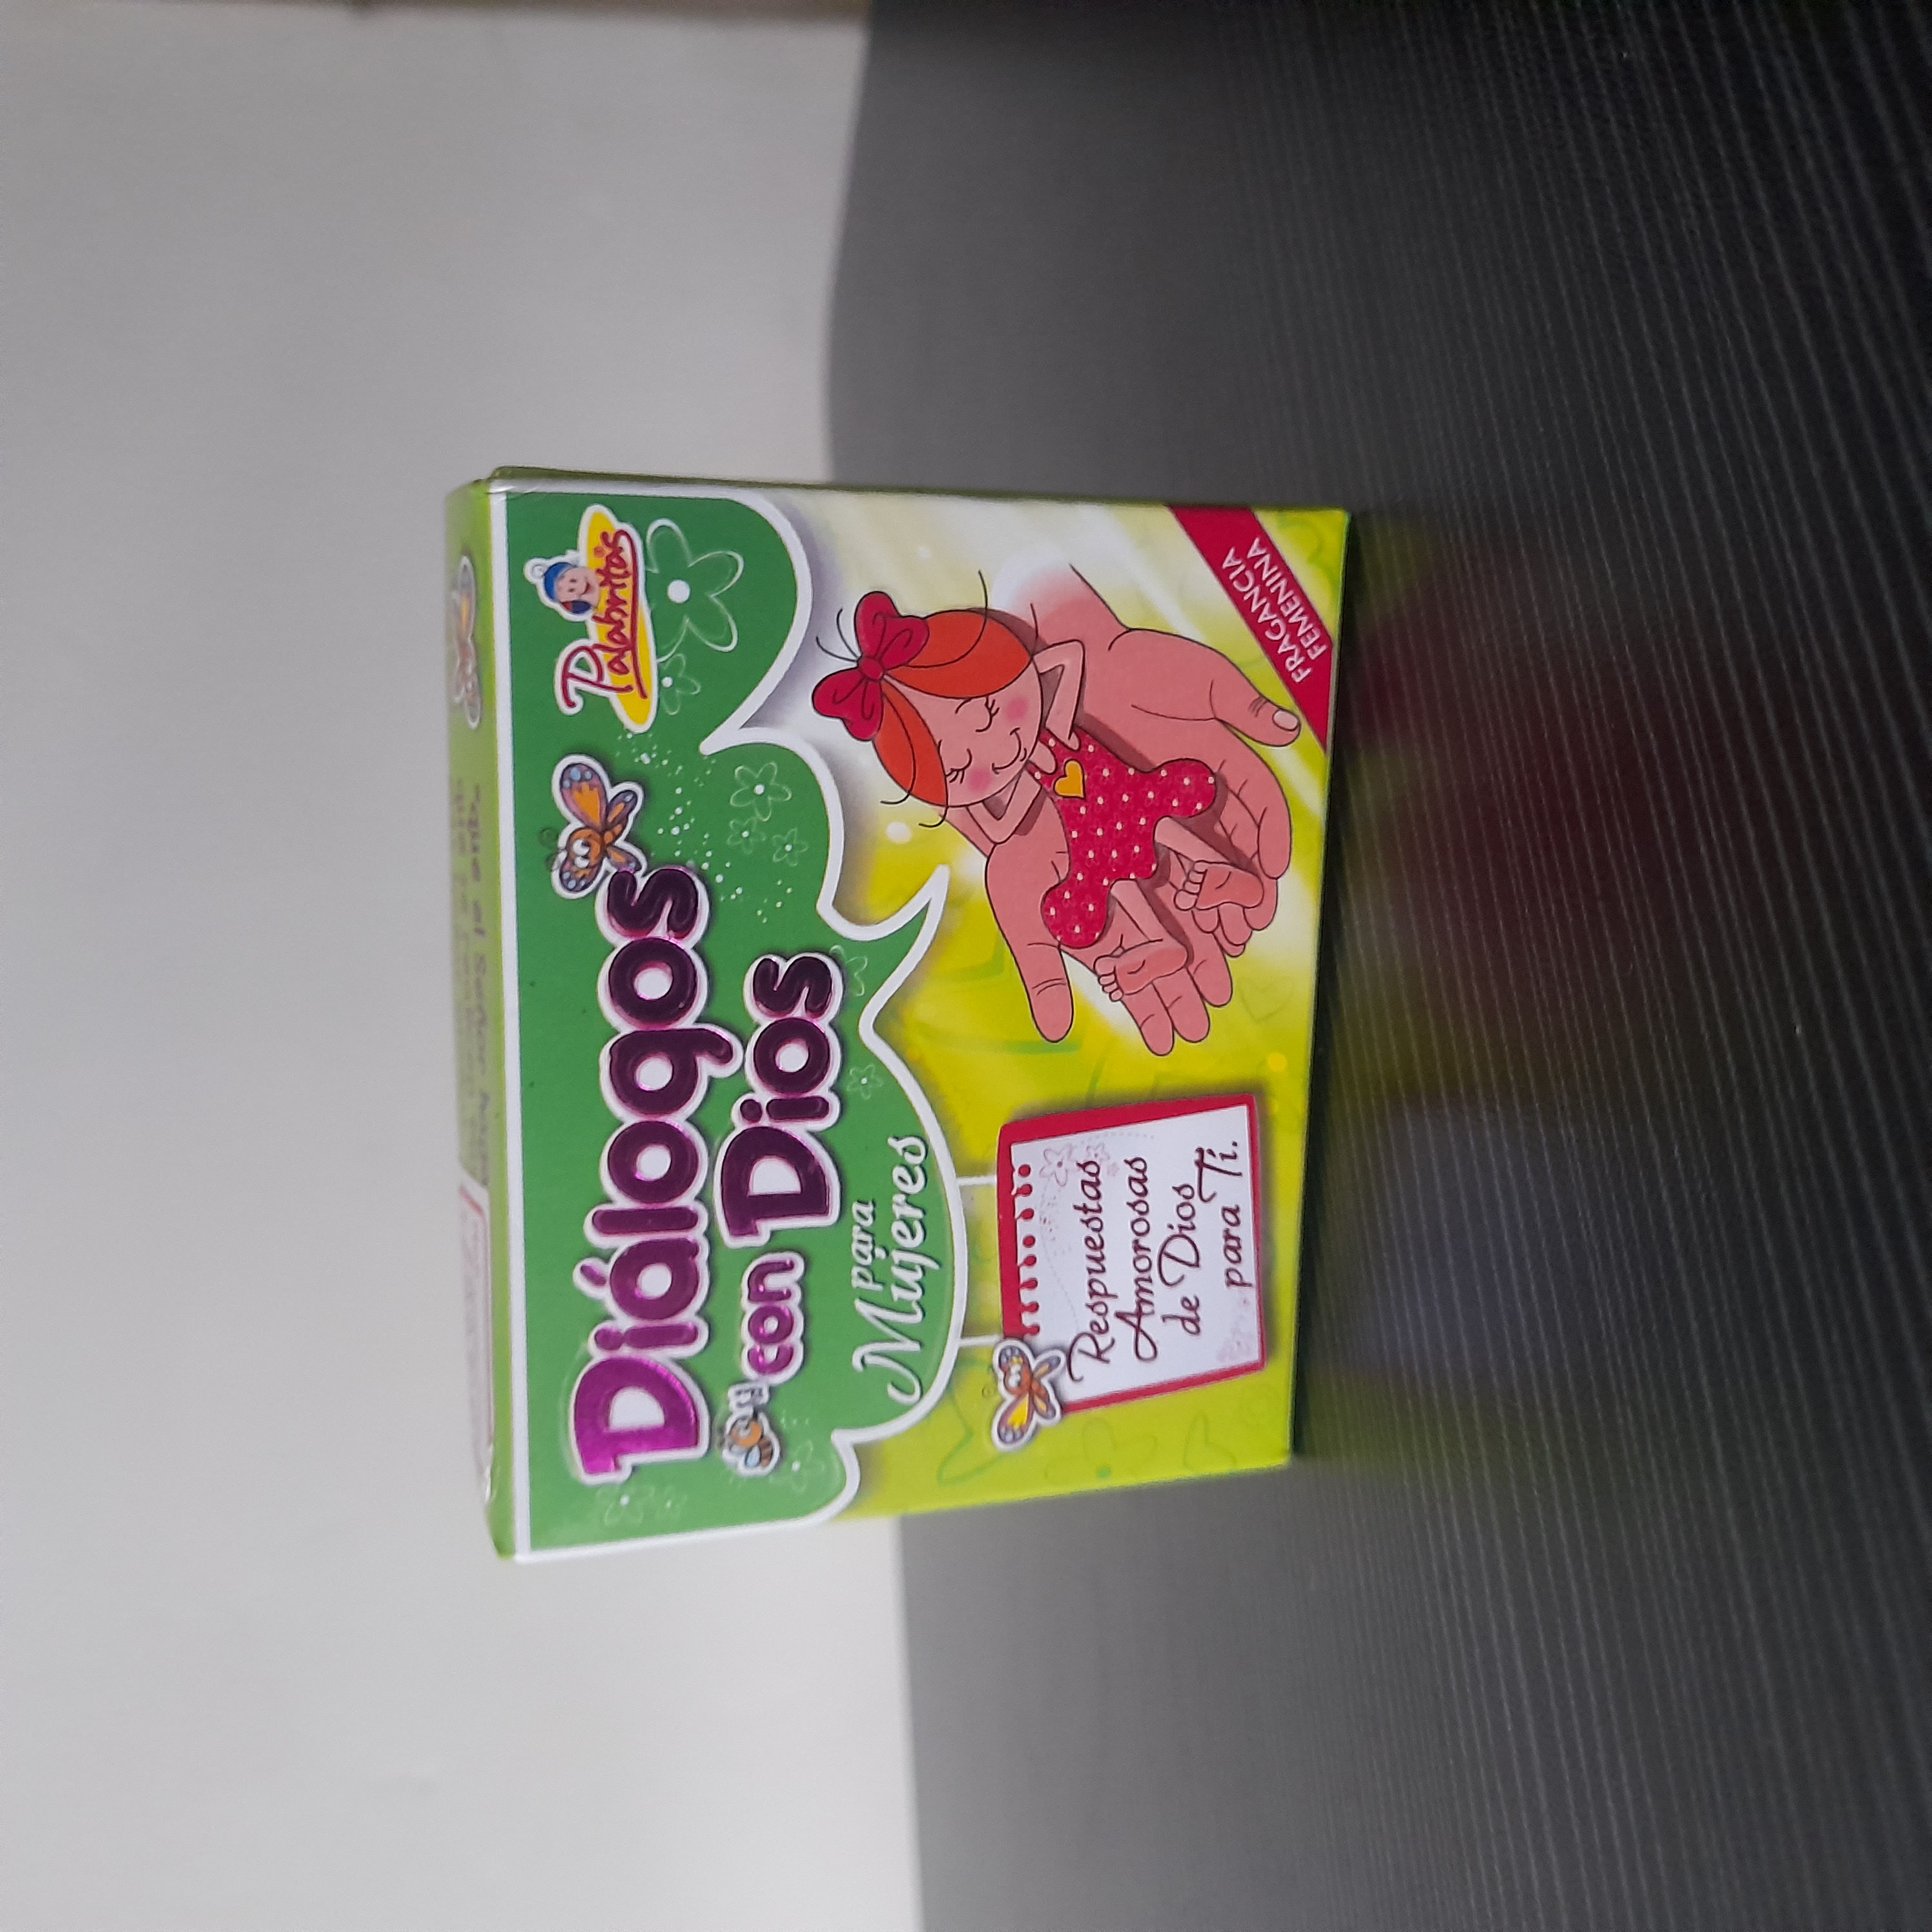 Diálogos
con Dios
para
Mujeres
Palabritas
Respuestas
Amorosas
de Dios
para Tí.
FRAGANCIA
FEMENINA